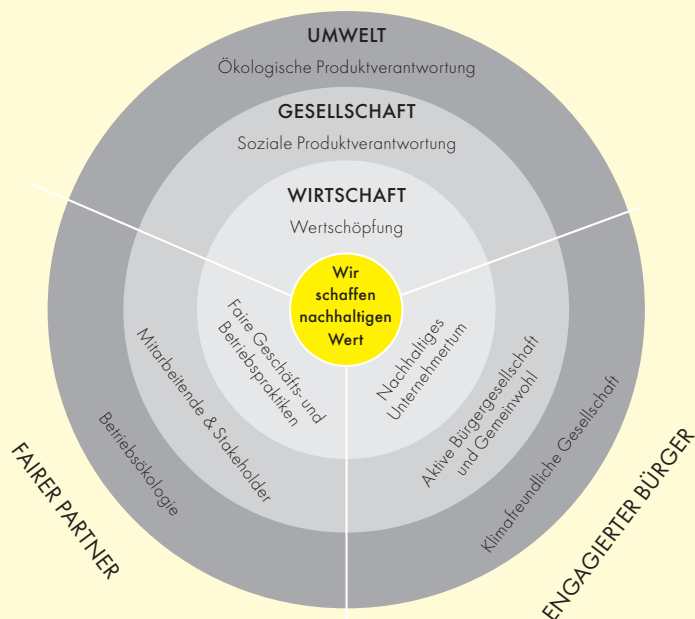 UMWELT
Ökologische Produktverantwortung
GESELLSCHAFT
Soziale Produktverantwortung
WIRTSCHAFT
Wertschöpfung
Wir
schaffen
nachhaltigen
Wert
Faire Geschäfts- und
Betriebspraktiken
Mitarbeitende & Stakeholder
Betriebsökologie
FAIRER PARTNER
Nachhaltiges
Unternehmertum
Aktive Bürgergesellschaft
und Gemeinwohl
Klimafreundliche Gesellschaft
ENGAGIERTER BÜRGER